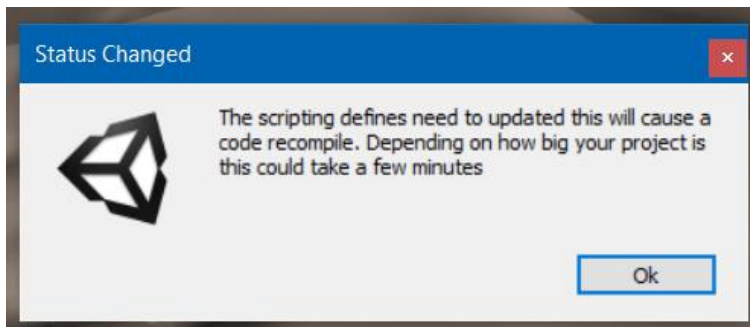 Status Changed
The scripting defines need to updated this will cause a
code recompile. Depending on how big your project is
this could take a few minutes
Ok